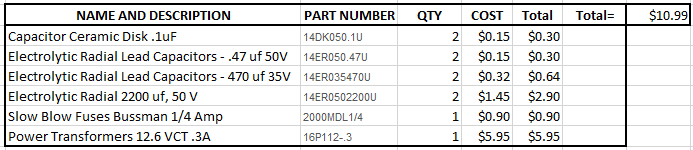 NAME AND DESCRIPTION PART NUMBER QTY COST Total Total= $10.99
Capacitor Ceramic Disk .1uF 14DK050.1U 2 $0.15 $0.30
Electrolytic Radial Lead Capacitors - .47 uf 50V 14ER050.47U 2 $0.15 $0.30
Electrolytic Radial Lead Capacitors - 470 uf 35V 14ER035470U 2 $0.32 $0.64
Electrolytic Radial 2200 uf, 50 V 14ER0502200U 2 $1.45 $2.90
Slow Blow Fuses Bussman 1/4 Amp 2000MDL1/4 1 $0.90 $0.90
Power Transformers 12.6 VCT .3A 16P112-.3 1 $5.95 $5.95